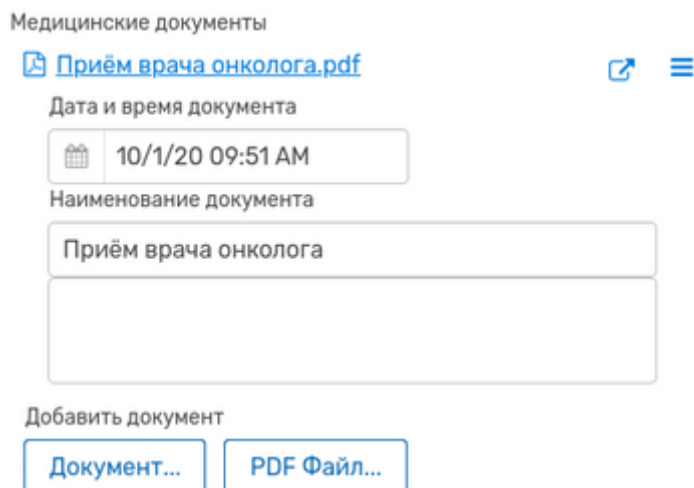 Медицинские документы
Приём врача онколога.pdf
Дата и время документа
10/1/20 09:51 AM
Наименование документа
Приём врача онколога
Добавить документ
Документ... PDF Файл...